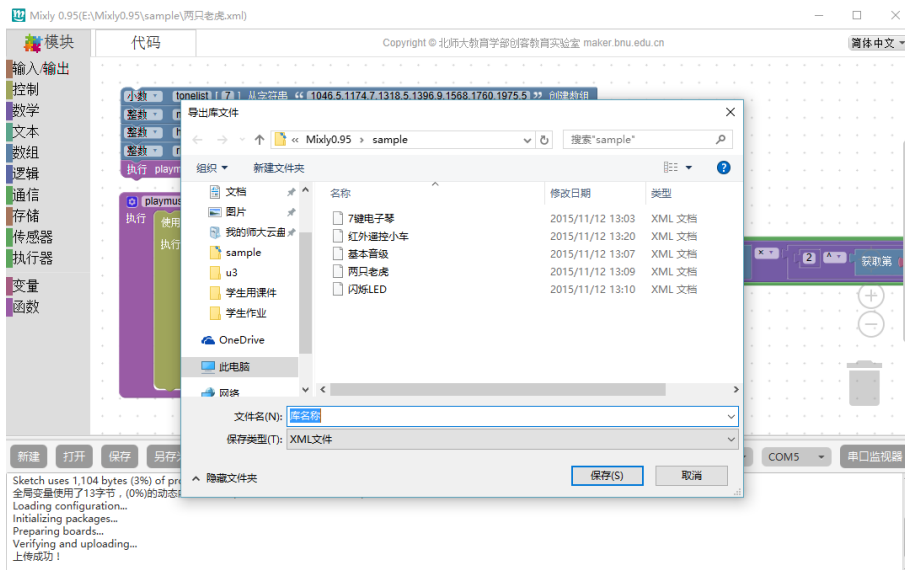 Mixly 0.95(E:\Mixly0.95\sample\两只老虎.xml)
模块
代码
Copyright © 北师大教育学部创客教育实验室 maker.bnu.edu.cn
简体中文
输入/输出
控制
数学
文本
数组
逻辑
通信
存储
传感器
执行器
变量
函数
小数 tonelist [ 7 ] 从字符串 “ 1046.5,1174.7,1318.5,1396.9,1568,1760,1975.5 ” 创建数组
整数
整数
整数
执行 playm
playmus
执行
使用
执行
× 2 ^ 获取第
导出库文件
« Mixly0.95 › sample
搜索"sample"
组织
新建文件夹
文档
图片
我的师大云盘
sample
u3
学生用课件
学生作业
OneDrive
此电脑
网络
名称 修改日期 类型
7键电子琴 2015/11/12 13:03 XML 文档
红外遥控小车 2015/11/12 13:20 XML 文档
基本音级 2015/11/12 13:07 XML 文档
两只老虎 2015/11/12 13:09 XML 文档
闪烁LED 2015/11/12 13:10 XML 文档
文件名(N): 库名称
保存类型(T): XML文件
隐藏文件夹
保存(S)
取消
新建 打开 保存 另存为 COM5 串口监视器
Sketch uses 1,104 bytes (3%) of pro
全局变量使用了13字节，(0%)的动态
Loading configuration...
Initializing packages...
Preparing boards...
Verifying and uploading...
上传成功！